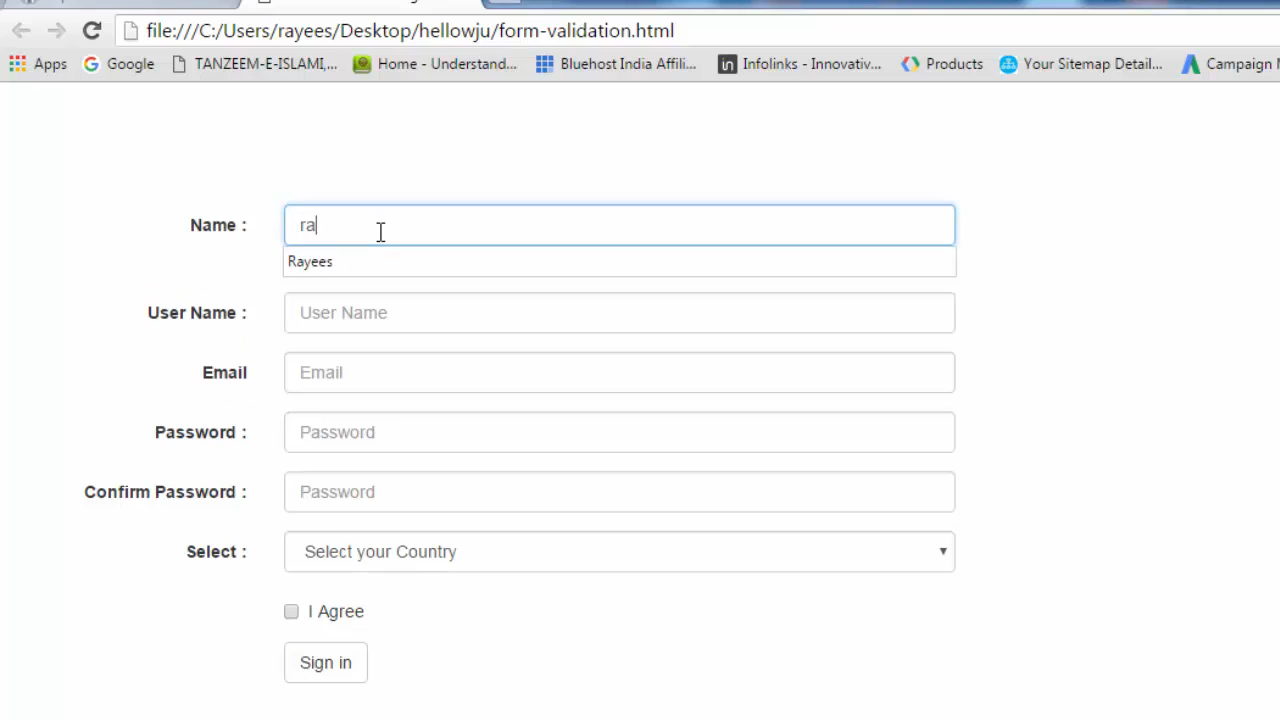 file:///C:/Users/rayees/Desktop/hellowju/form-validation.html
Apps Google TANZEEM-E-ISLAMI,... Home - Understand... Bluehost India Affili... in Infolinks - Innovativ... Products Your Sitemap Detail... Campaign
Name : ra
Rayees
User Name : User Name
Email Email
Password : Password
Confirm Password : Password
Select : Select your Country
I Agree
Sign in